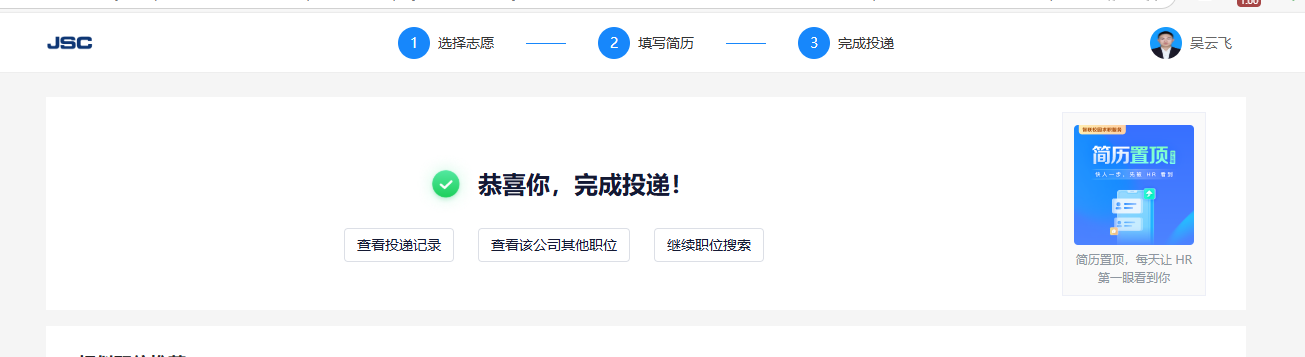 JSC
1 选择志愿
2 填写简历
3 完成投递
吴云飞
恭喜你，完成投递！
查看投递记录
查看该公司其他职位
继续职位搜索
简历置顶
快人一步，先被 HR 看到
简历置顶，每天让 HR
第一眼看到你